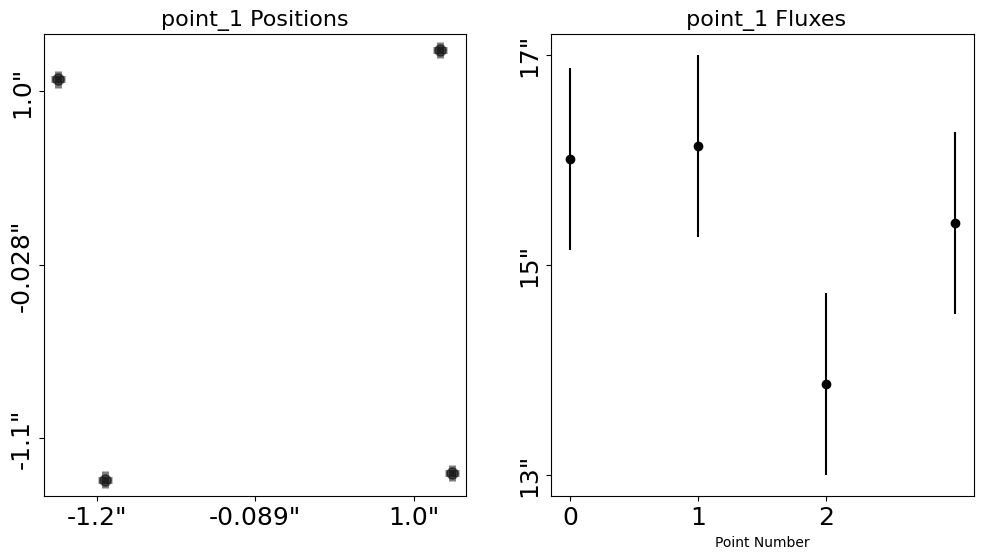 point_1 Positions
1.0"
-0.028"
-1.1"
-1.2" -0.089" 1.0"
point_1 Fluxes
17"
15"
13"
0 1 2
Point Number